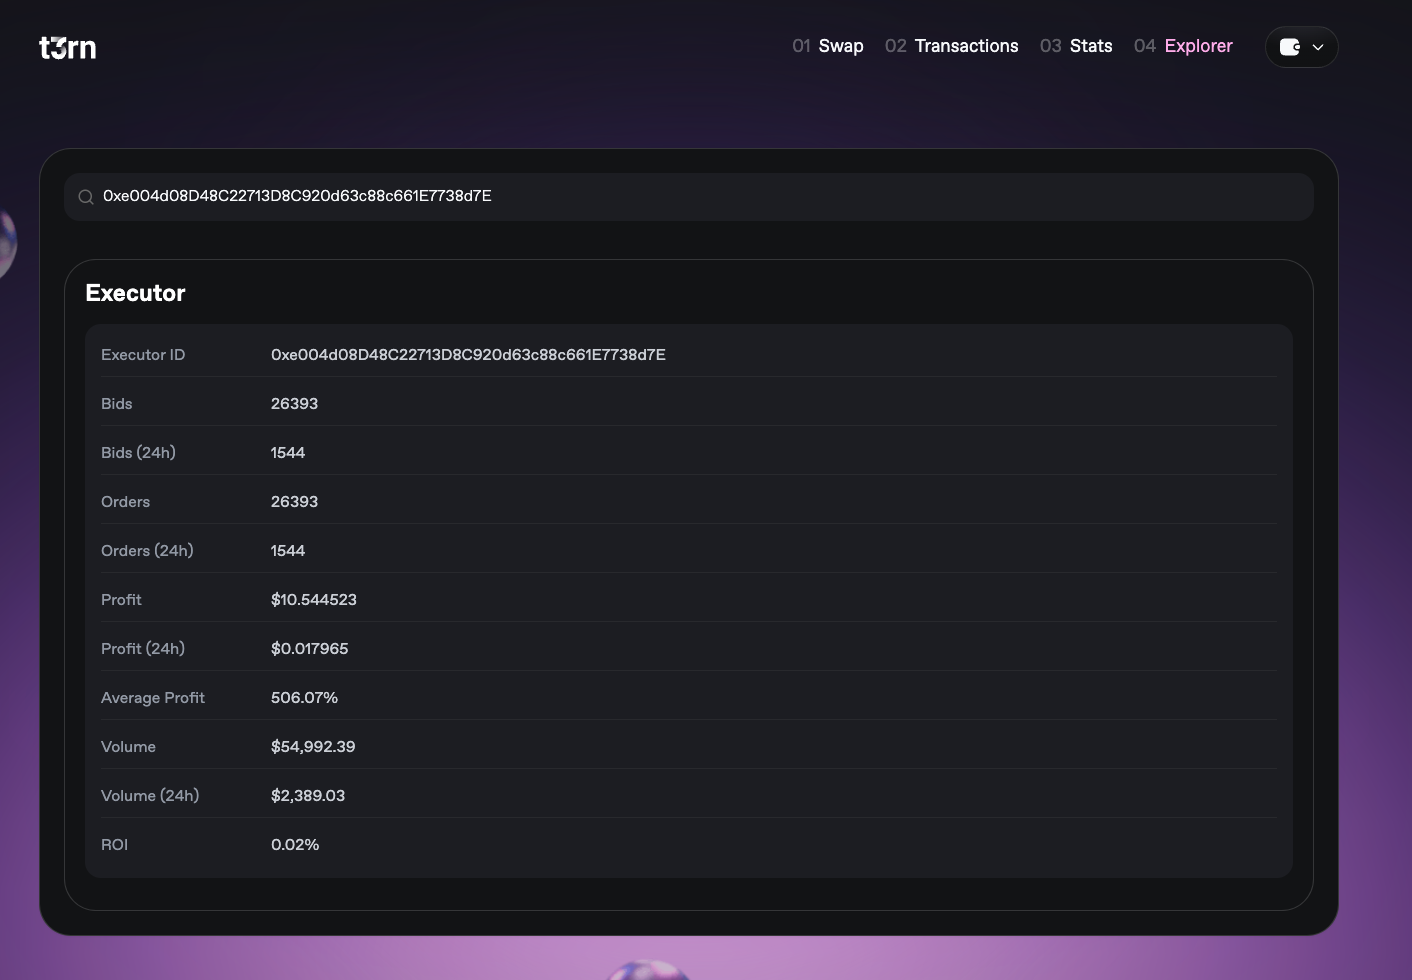 t3rn
01 Swap 02 Transactions 03 Stats 04 Explorer
0xe004d08D48C22713D8C920d63c88c661E7738d7E
Executor
Executor ID 0xe004d08D48C22713D8C920d63c88c661E7738d7E
Bids 26393
Bids (24h) 1544
Orders 26393
Orders (24h) 1544
Profit $10.544523
Profit (24h) $0.017965
Average Profit 506.07%
Volume $54,992.39
Volume (24h) $2,389.03
ROI 0.02%